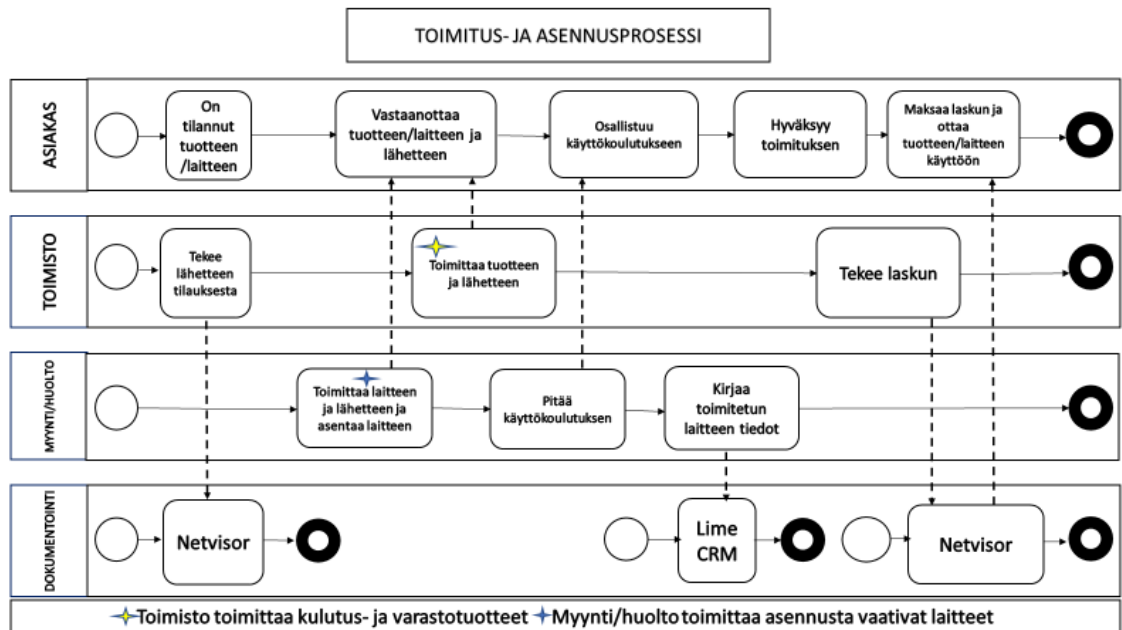 TOIMITUS- JA ASENNUSPROSESSI
ASIAKAS
On
tilannut
tuotteen
/laitteen
Vastaanottaa
tuotteen/laitteen ja
lähetteen
Osallistuu
käyttökoulutukseen
Hyväksyy
toimituksen
Maksaa laskun ja
ottaa
tuotteen/laitteen
käyttöön
TOIMISTO
Tekee
lähetteen
tilauksesta
Toimittaa tuotteen
ja lähetteen
Tekee laskun
MYYNTI/HUOLTO
Toimittaa laitteen
ja lähetteen ja
asentaa laitteen
Pitää
käyttökoulutuksen
Kirjaa
toimitetun
laitteen tiedot
DOKUMENTOINTI
Netvisor
Lime
CRM
Netvisor
Toimisto toimittaa kulutus- ja varastotuotteet Myynti/huolto toimittaa asennusta vaativat laitteet